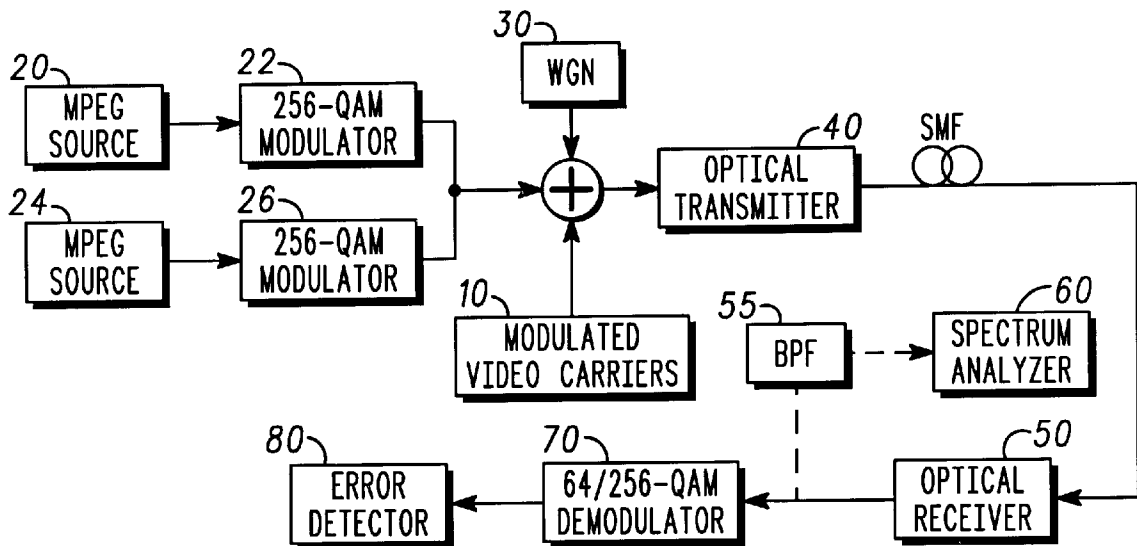 20
MPEG
SOURCE
22
256-QAM
MODULATOR
30
WGN
40
OPTICAL
TRANSMITTER
SMF
24
MPEG
SOURCE
26
256-QAM
MODULATOR
10
MODULATED
VIDEO CARRIERS
55
BPF
60
SPECTRUM
ANALYZER
80
ERROR
DETECTOR
70
64/256-QAM
DEMODULATOR
50
OPTICAL
RECEIVER